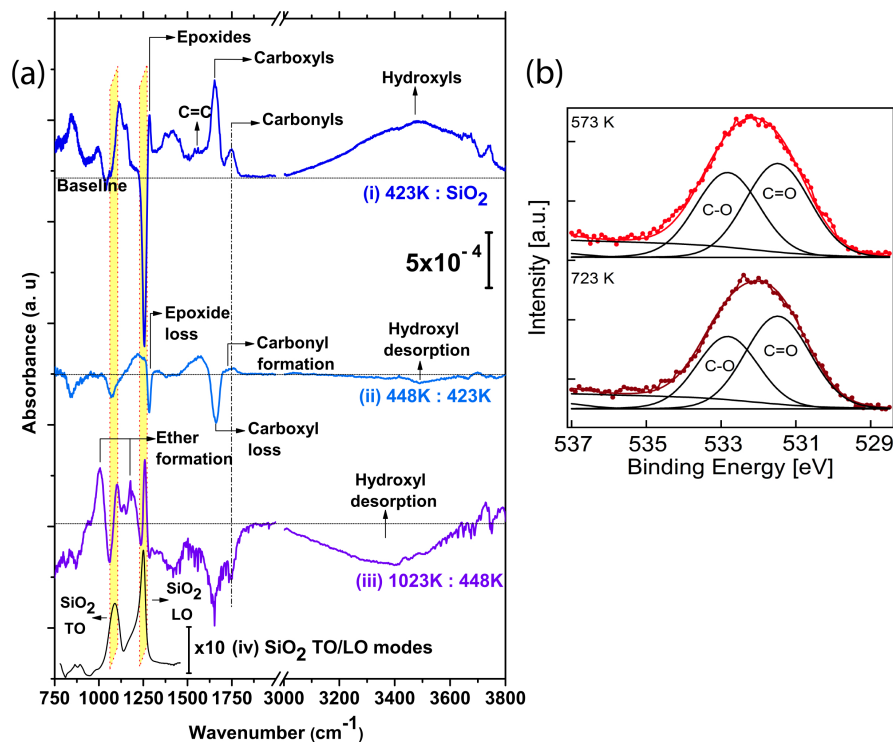 (a)
Epoxides
Carboxyls
Hydroxyls
C=C
Carbonyls
Baseline
(i) 423K : SiO2
5x10-4
Epoxide
loss
Carbonyl
formation
Hydroxyl
desorption
(ii) 448K : 423K
Carboxyl
loss
Ether
formation
Hydroxyl
desorption
(iii) 1023K : 448K
SiO2
TO
SiO2
LO
x10 (iv) SiO2 TO/LO modes
Absorbance (a. u)
750 1000 1250 1500 1750 3000 3200 3400 3600 3800
Wavenumber (cm-1)
(b)
573 K
C-O
C=O
723 K
C-O
C=O
Intensity [a.u.]
537 535 533 531 529
Binding Energy [eV]